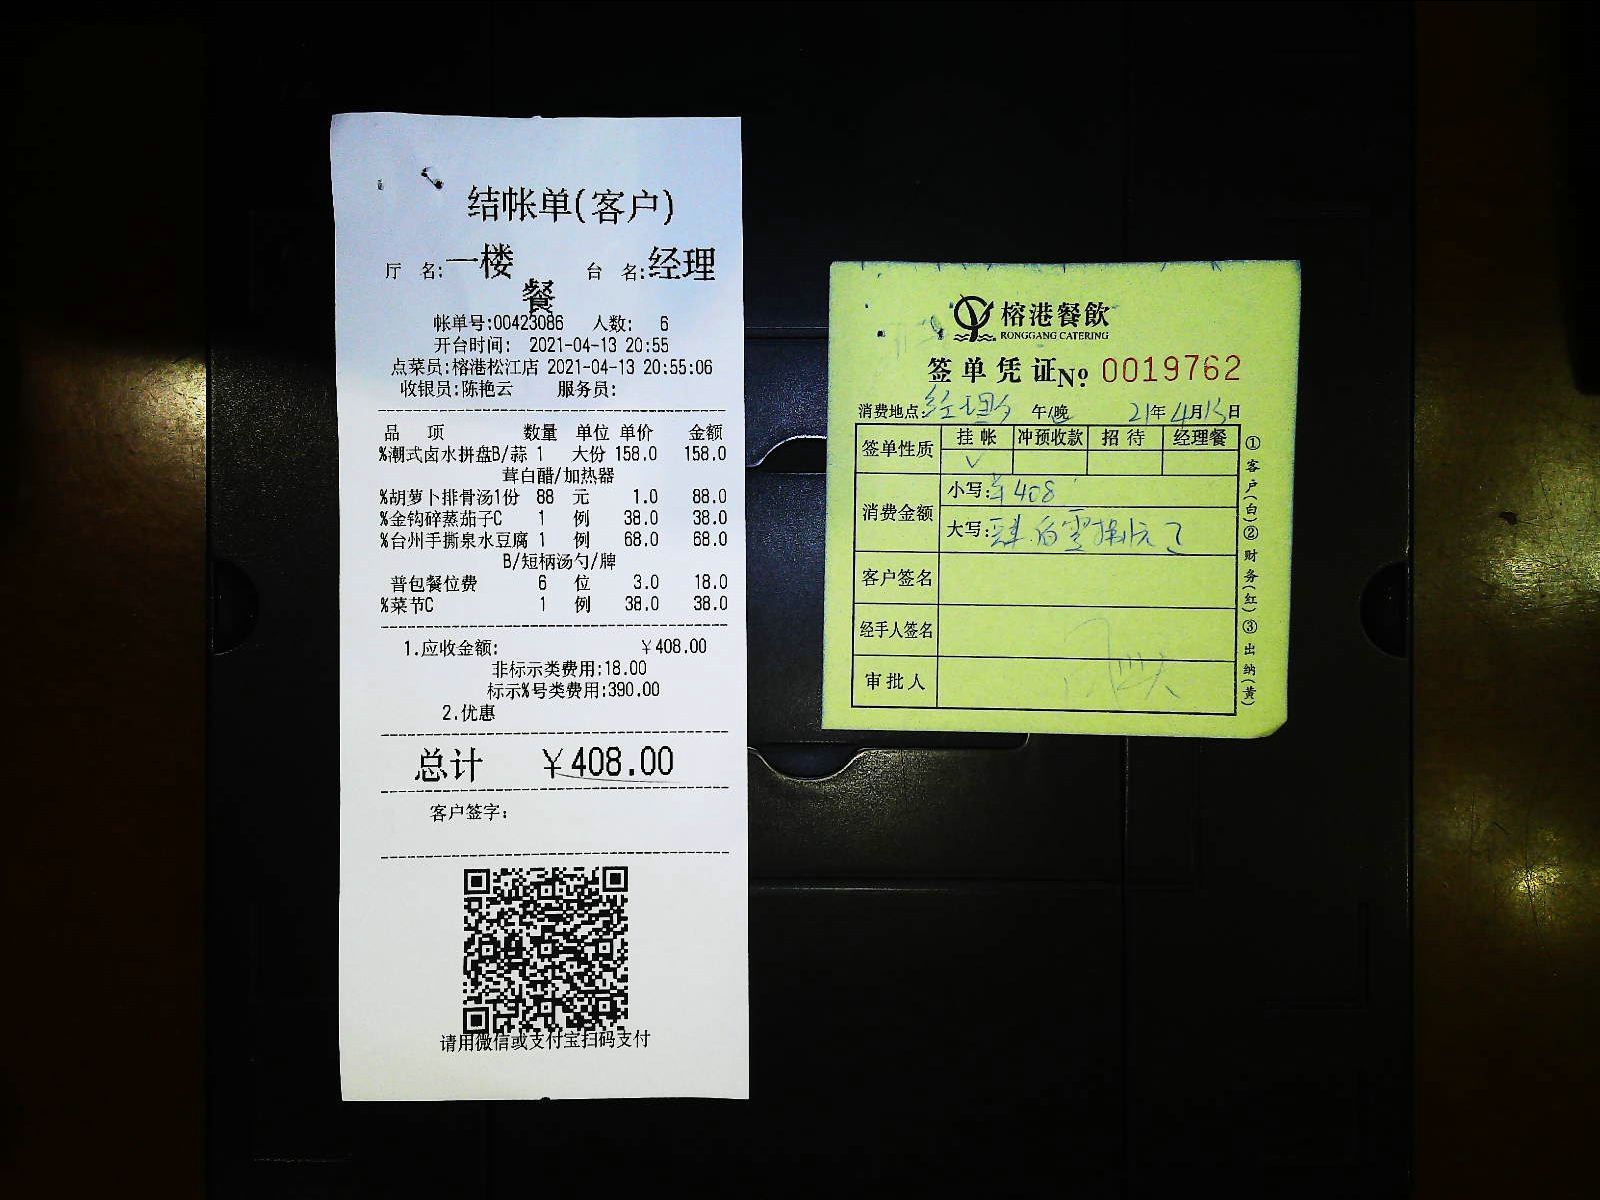 结帐单(客户)
厅 名:一楼 台 名:经理
餐
帐单号:00423086 人数: 6
开台时间: 2021-04-13 20:55
点菜员:榕港松江店 2021-04-13 20:55:06
收银员:陈艳云 服务员:
品 项 数量 单位 单价 金额
%潮式卤水拼盘B/蒜 1 大份 158.0 158.0
茸白醋/加热器
%胡萝卜排骨汤1份 88 元 1.0 88.0
%金钩碎蒸茄子C 1 例 38.0 38.0
%台州手撕泉水豆腐 1 例 68.0 68.0
B/短柄汤勺/牌
普包餐位费 6 位 3.0 18.0
%菜节C 1 例 38.0 38.0
1.应收金额: ￥408.00
非标示类费用:18.00
标示%号类费用:390.00
2.优惠
总计 ￥408.00
客户签字:
请用微信或支付宝扫码支付
榕港餐飲
RONGGANG CATERING
签单凭证 No 0019762
消费地点:经理 午/晚 21年4月13日
签单性质 挂帐 冲预收款 招待 经理餐
消费金额
小写:408
大写:肆佰零捌元
客户签名
经手人签名
审批人
①客户(白)②财务(红)③出纳(黄)